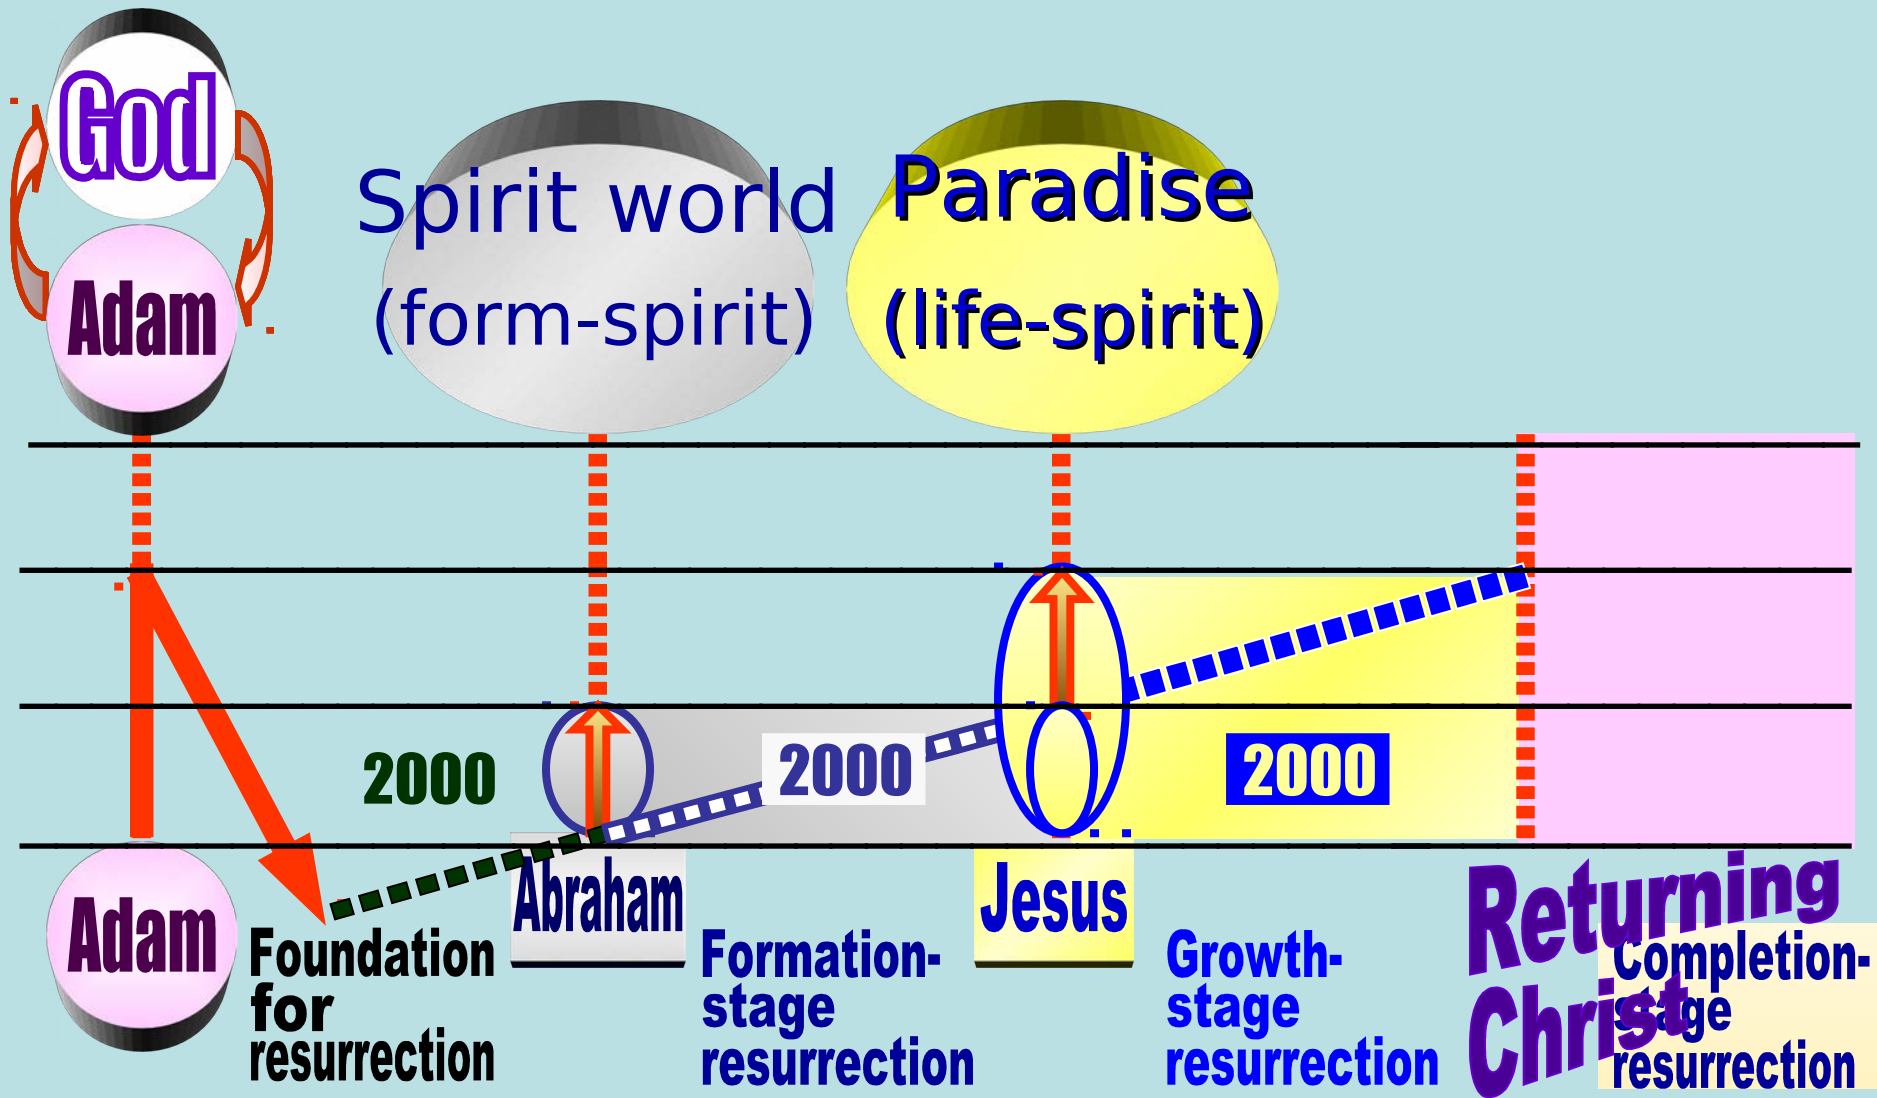 God
Adam
Spirit world
(form-spirit)
Paradise
(life-spirit)
2000
2000
2000
Adam
Foundation
for
resurrection
Abraham
Formation-
stage
resurrection
Jesus
Growth-
stage
resurrection
Returning
Christ
Completion-
stage
resurrection